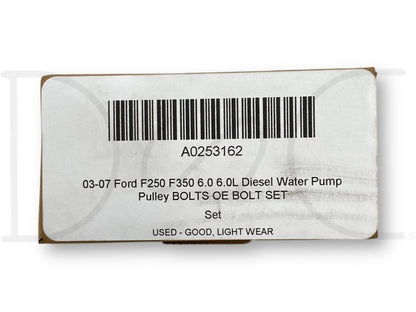 A0253162
03-07 Ford F250 F350 6.0 6.0L Diesel Water Pump
Pulley BOLTS OE BOLT SET
Set
USED - GOOD, LIGHT WEAR